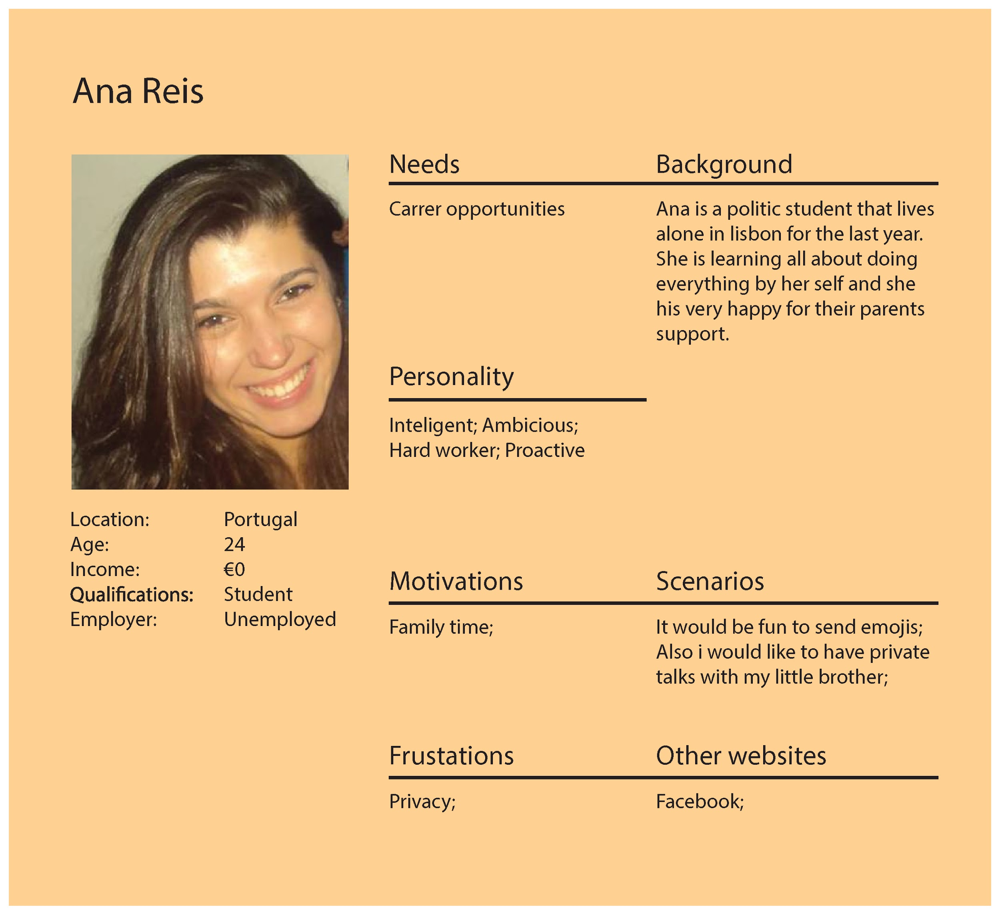 Ana Reis
Needs
Carrer opportunities
Background
Ana is a politic student that lives
alone in lisbon for the last year.
She is learning all about doing
everything by her self and she
his very happy for their parents
support.
Personality
Inteligent; Ambicious;
Hard worker; Proactive
Location: Portugal
Age: 24
Income: €0
Qualifications: Student
Employer: Unemployed
Motivations
Family time;
Scenarios
It would be fun to send emojis;
Also i would like to have private
talks with my little brother;
Frustations
Privacy;
Other websites
Facebook;